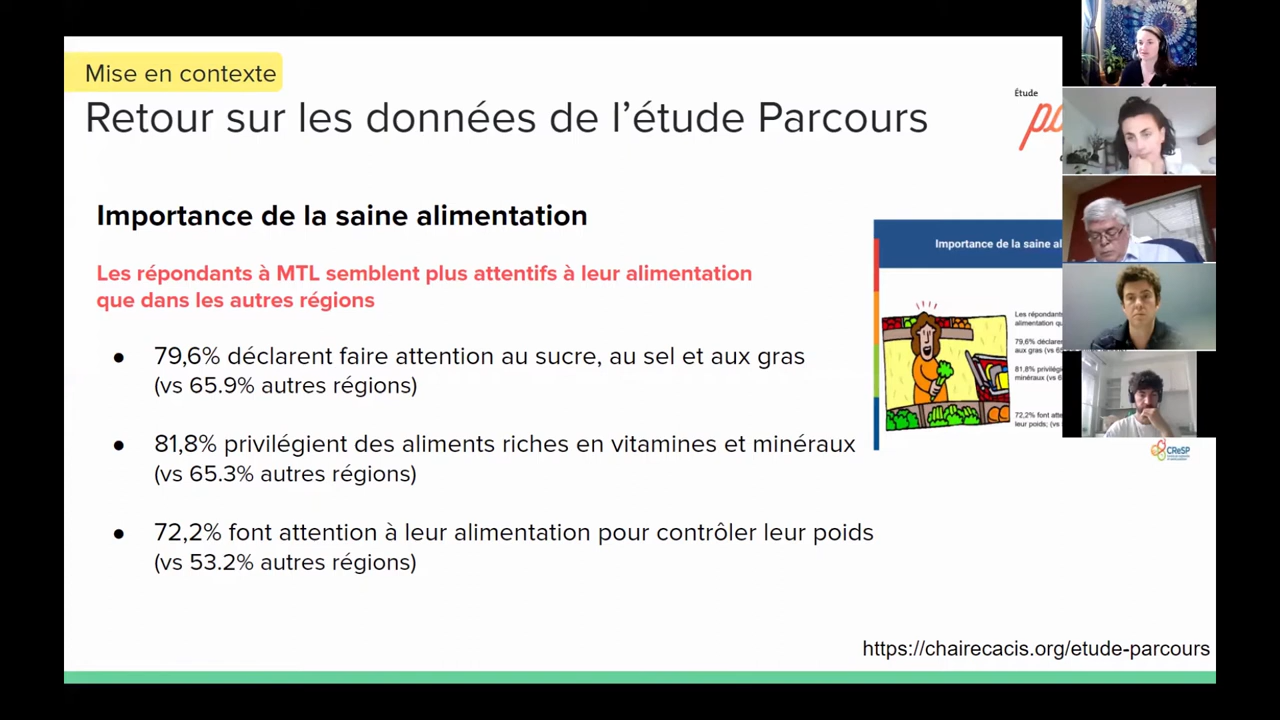 Mise en contexte
Retour sur les données de l'étude Parcours
Étude
Importance de la saine alimentation
Les répondants à MTL semblent plus attentifs à leur alimentation
que dans les autres régions
● 79,6% déclarent faire attention au sucre, au sel et aux gras
(vs 65.9% autres régions)
● 81,8% privilégient des aliments riches en vitamines et minéraux
(vs 65.3% autres régions)
● 72,2% font attention à leur alimentation pour contrôler leur poids
(vs 53.2% autres régions)
Importance de la saine al
Les répondants
alimentation qu
79,6% déclare
aux gras (vs 65
81,8% privilégi
minéraux (vs 6
72,2% font atte
leur poids; (vs
CReSP
https://chairecacis.org/etude-parcours